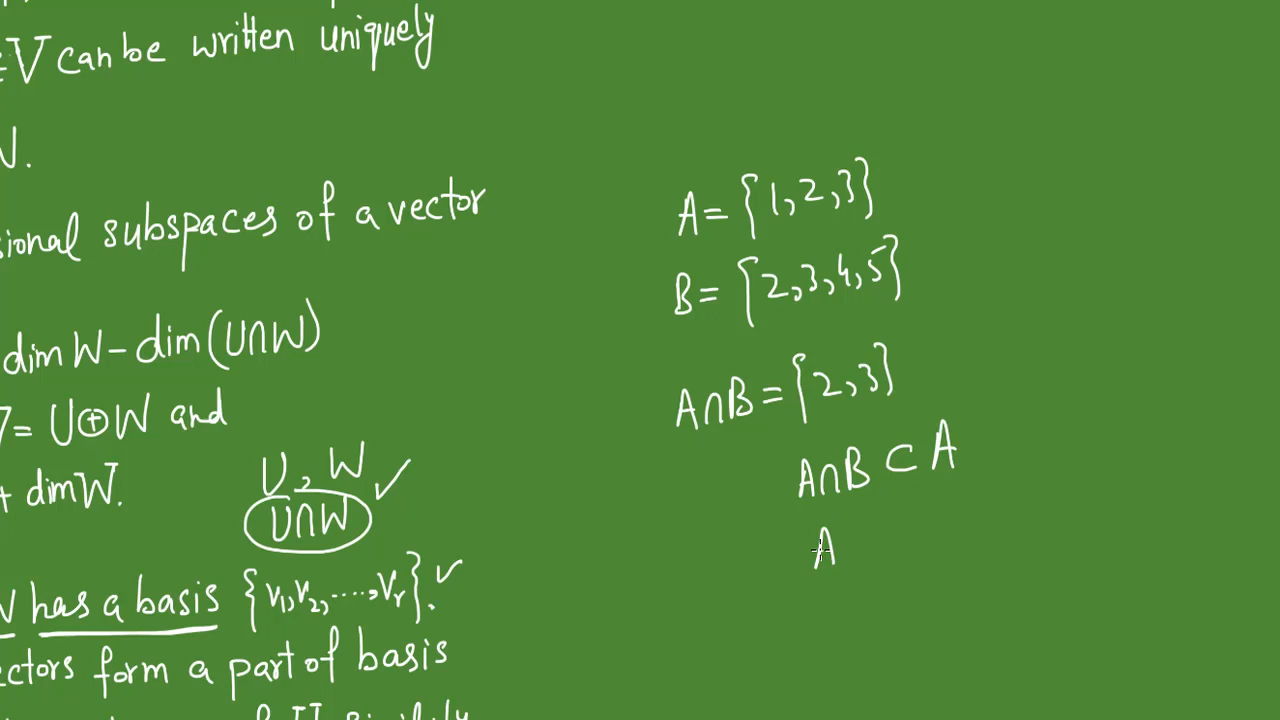 V can be written uniquely
W.
sional subspaces of a vector
dim W - dim (U∩W)
= U⊕W and
+ dim W.
U, W ✓
U∩W
has a basis {v₁, v₂, ....., vᵣ}. ✓
ectors form a part of basis
A = {1, 2, 3}
B = {2, 3, 4, 5}
A∩B = {2, 3}
A∩B ⊂ A
A